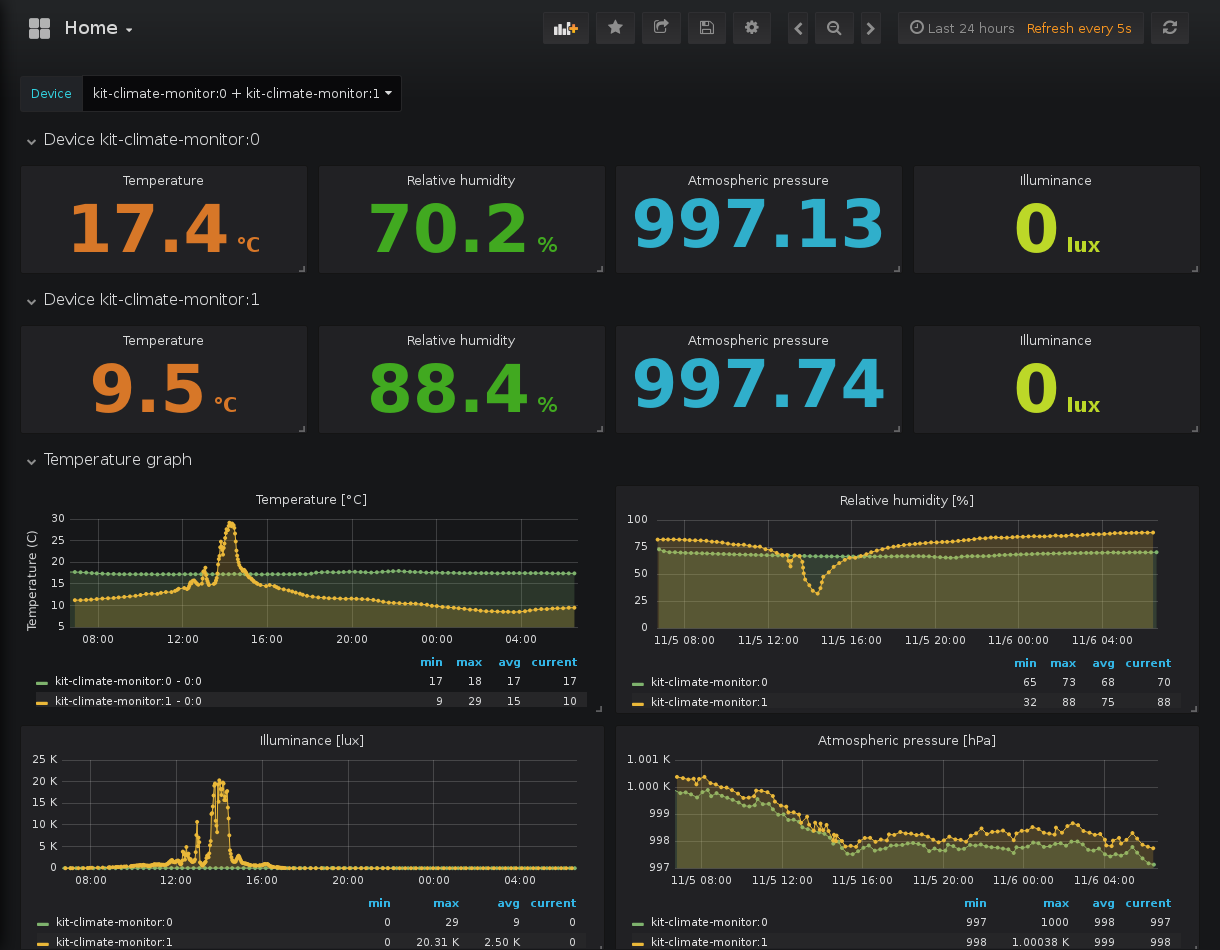 Home
Last 24 hours Refresh every 5s
Device kit-climate-monitor:0 + kit-climate-monitor:1
Device kit-climate-monitor:0
Temperature Relative humidity Atmospheric pressure Illuminance
17.4 °C 70.2 % 997.13 0 lux
Device kit-climate-monitor:1
Temperature Relative humidity Atmospheric pressure Illuminance
9.5 °C 88.4 % 997.74 0 lux
Temperature graph
Temperature [°C]
Temperature (C)
30
25
20
15
10
5
08:00 12:00 16:00 20:00 00:00 04:00
min max avg current
kit-climate-monitor:0 - 0:0 17 18 17 17
kit-climate-monitor:1 - 0:0 9 29 15 10
Relative humidity [%]
100
75
50
25
0
11/5 08:00 11/5 12:00 11/5 16:00 11/5 20:00 11/6 00:00 11/6 04:00
min max avg current
kit-climate-monitor:0 65 73 68 70
kit-climate-monitor:1 32 88 75 88
Illuminance [lux]
25 K
20 K
15 K
10 K
5 K
0
08:00 12:00 16:00 20:00 00:00 04:00
min max avg current
kit-climate-monitor:0 0 29 9 0
kit-climate-monitor:1 0 20.31 K 2.50 K 0
Atmospheric pressure [hPa]
1.001 K
1.000 K
999
998
997
11/5 08:00 11/5 12:00 11/5 16:00 11/5 20:00 11/6 00:00 11/6 04:00
min max avg current
kit-climate-monitor:0 997 1000 998 997
kit-climate-monitor:1 998 1.00038 K 999 998